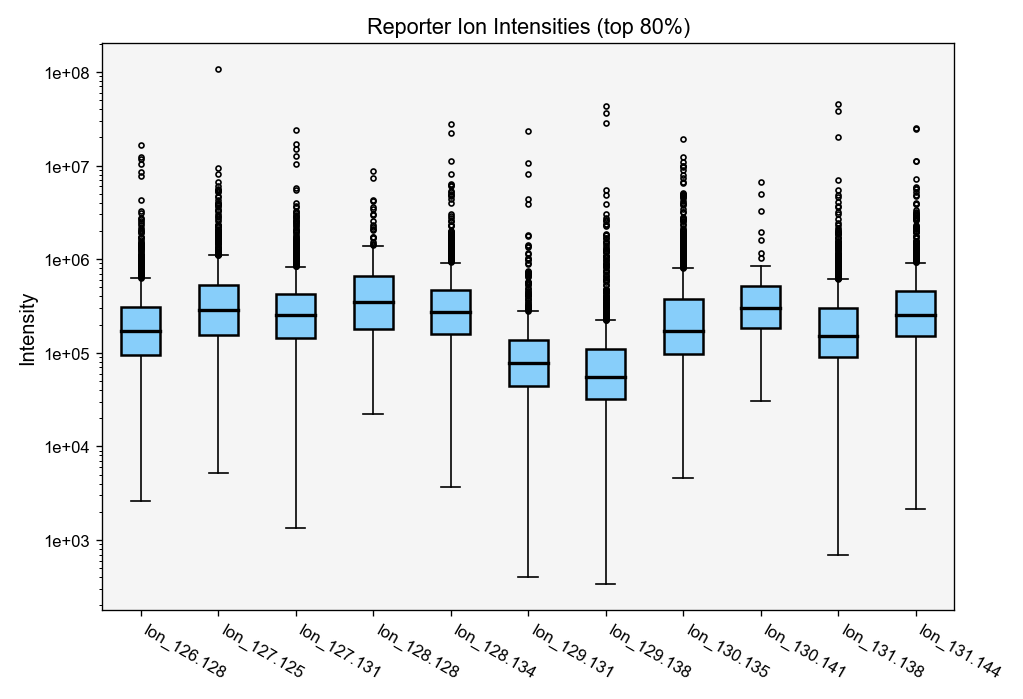 Reporter Ion Intensities (top 80%)
Intensity
1e+08
1e+07
1e+06
1e+05
1e+04
1e+03
Ion_126.128
Ion_127.125
Ion_127.131
Ion_128.128
Ion_128.134
Ion_129.131
Ion_129.138
Ion_130.135
Ion_130.141
Ion_131.138
Ion_131.144